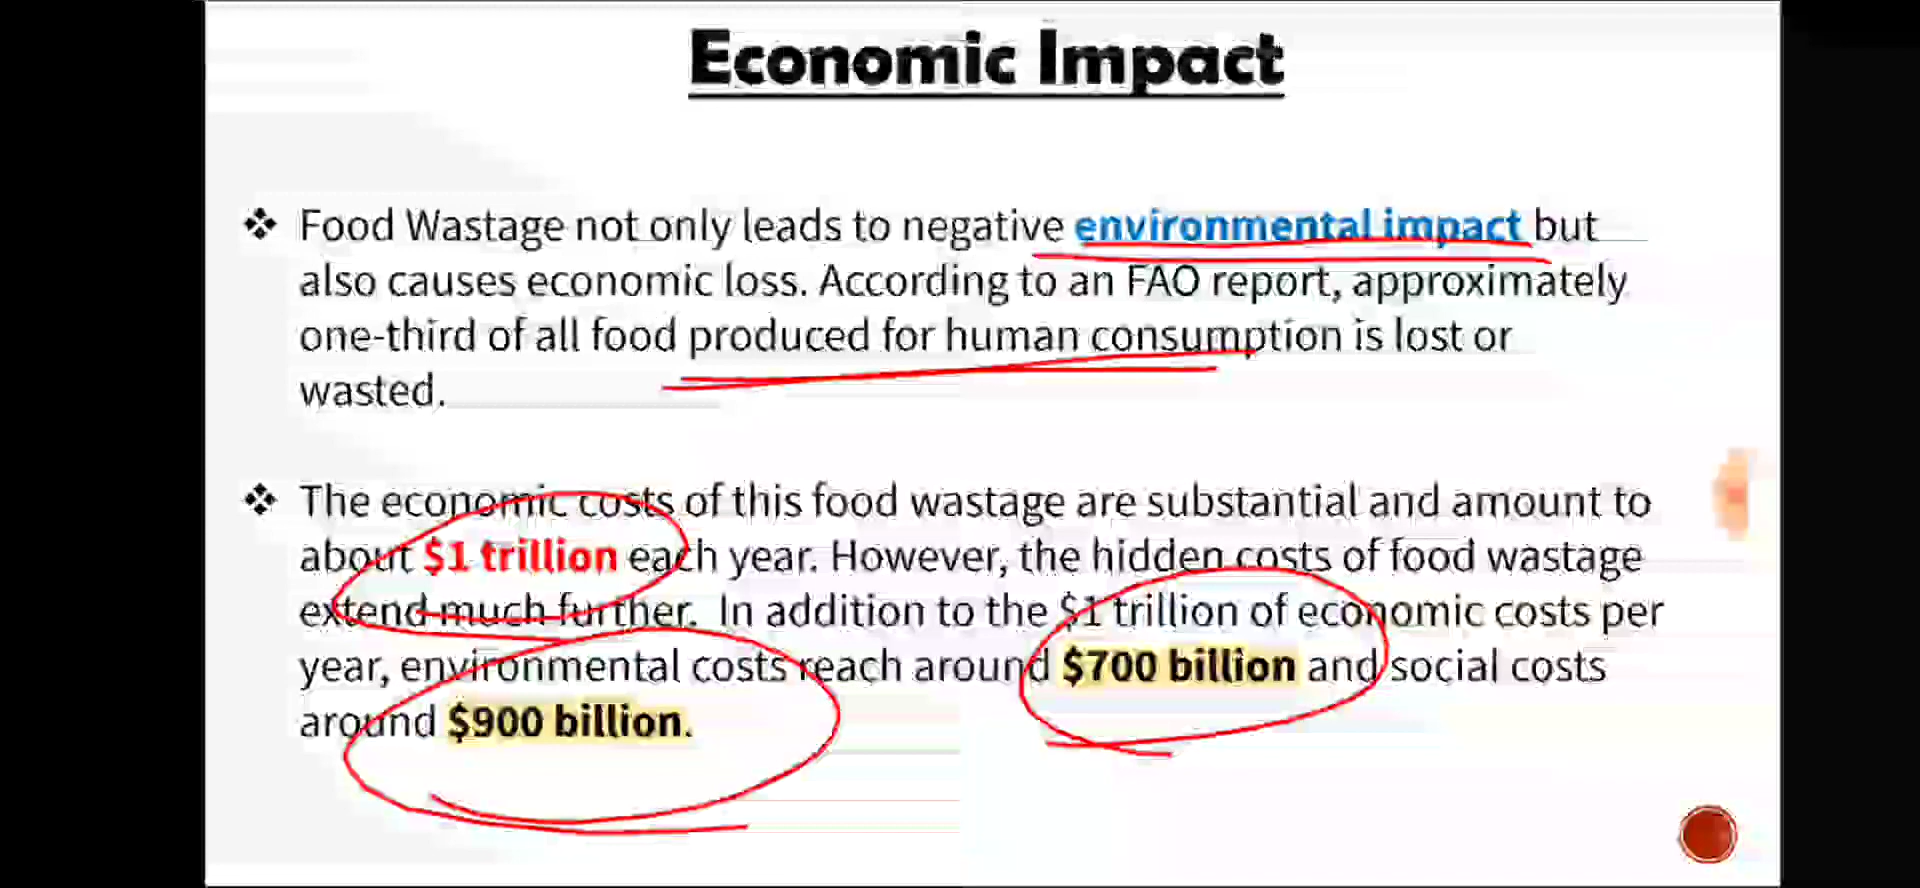 Economic Impact
❖ Food Wastage not only leads to negative environmental impact but
also causes economic loss. According to an FAO report, approximately
one-third of all food produced for human consumption is lost or
wasted.
❖ The economic costs of this food wastage are substantial and amount to
about $1 trillion each year. However, the hidden costs of food wastage
extend much further. In addition to the $1 trillion of economic costs per
year, environmental costs reach around $700 billion and social costs
around $900 billion.